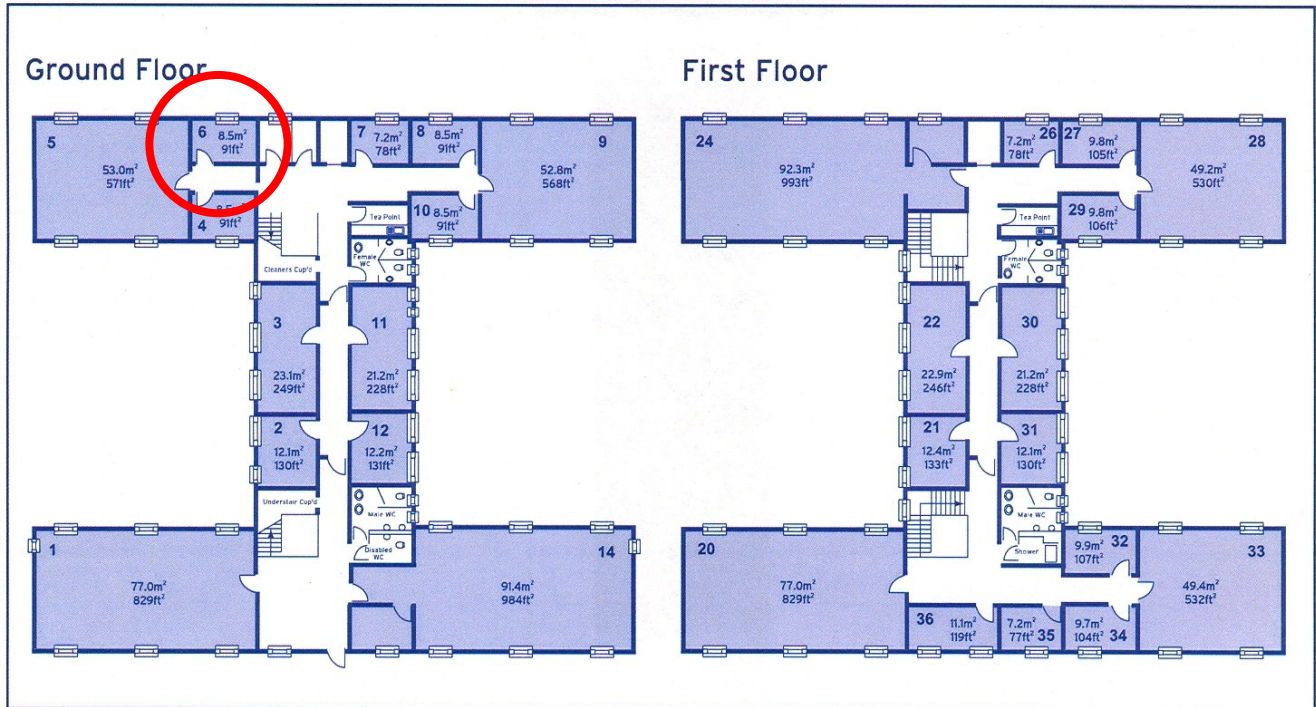 Ground Floor
5
53.0m²
571ft²
6
8.5m²
91ft²
4
8.5m²
91ft²
7
7.2m²
78ft²
8
8.5m²
91ft²
9
52.8m²
568ft²
10
8.5m²
91ft²
Tea Point
Female
WC
Cleaners Cup'd
3
23.1m²
249ft²
11
21.2m²
228ft²
2
12.1m²
130ft²
12
12.2m²
131ft²
Understair Cup'd
Male WC
Disabled
WC
1
77.0m²
829ft²
14
91.4m²
984ft²
First Floor
24
92.3m²
993ft²
26
7.2m²
78ft²
27
9.8m²
105ft²
28
49.2m²
530ft²
29
9.8m²
106ft²
Tea Point
Female
WC
22
22.9m²
246ft²
30
21.2m²
228ft²
21
12.4m²
133ft²
31
12.1m²
130ft²
Male WC
Shower
20
77.0m²
829ft²
32
9.9m²
107ft²
33
49.4m²
532ft²
36
11.1m²
119ft²
7.2m²
77ft²
35
9.7m²
104ft²
34